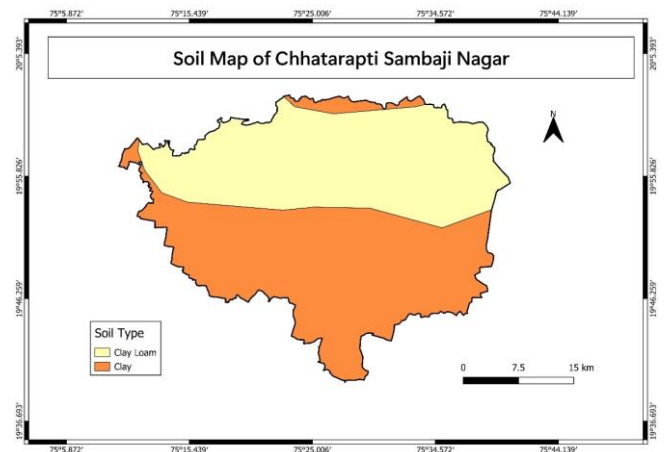 75°5.872' 75°15.439' 75°25.006' 75°34.572' 75°44.139'
20°5.393' 20°5.393'
Soil Map of Chhatarapti Sambaji Nagar
N
19°55.826' 19°55.826'
19°46.259' 19°46.259'
Soil Type
Clay Loam
Clay
0 7.5 15 km
19°36.693' 19°36.693'
75°5.872' 75°15.439' 75°25.006' 75°34.572' 75°44.139'